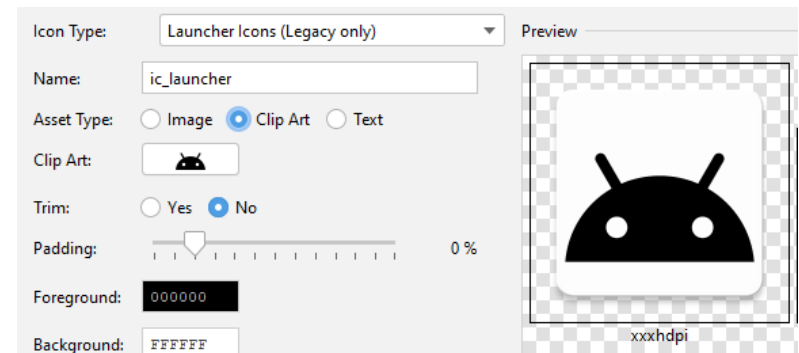 Icon Type:
Launcher Icons (Legacy only)
Preview
Name:
ic_launcher
Asset Type:
Image
Clip Art
Text
Clip Art:
Trim:
Yes
No
Padding:
0 %
Foreground:
000000
Background:
FFFFFF
xxxhdpi